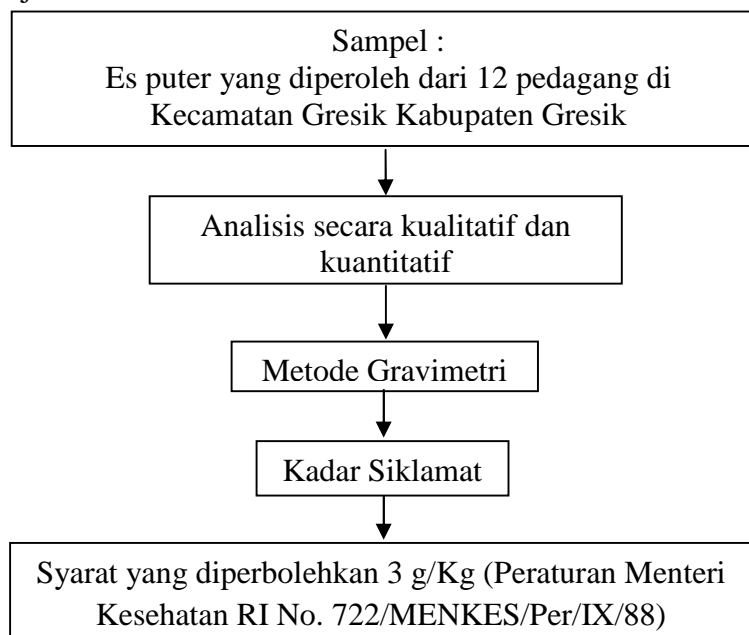 Sampel :
Es puter yang diperoleh dari 12 pedagang di
Kecamatan Gresik Kabupaten Gresik
Analisis secara kualitatif dan
kuantitatif
Metode Gravimetri
Kadar Siklamat
Syarat yang diperbolehkan 3 g/Kg (Peraturan Menteri
Kesehatan RI No. 722/MENKES/Per/IX/88)